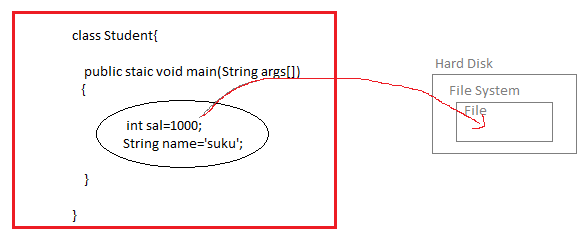 class Student{
public staic void main(String args[])
{
int sal=1000;
String name='suku';
}
}
Hard Disk
File System
File